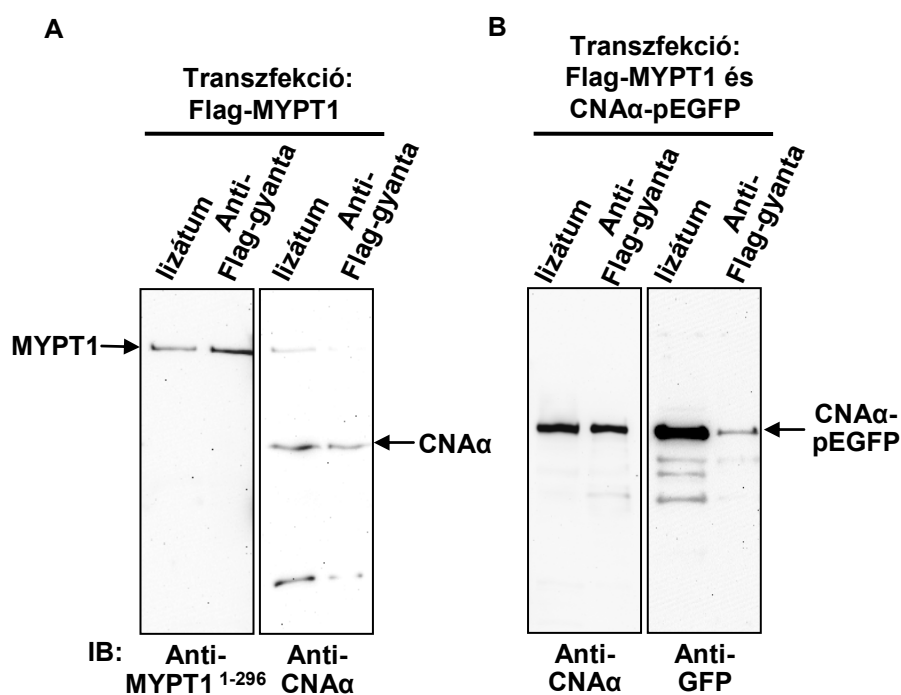 A
Transzfekció:
Flag-MYPT1
lizátum
Anti-
Flag-gyanta
lizátum
Anti-
Flag-gyanta
MYPT1
CNAα
IB:
Anti-
MYPT1 1-296
Anti-
CNAα
B
Transzfekció:
Flag-MYPT1 és
CNAα-pEGFP
lizátum
Anti-
Flag-gyanta
lizátum
Anti-
Flag-gyanta
CNAα-
pEGFP
Anti-
CNAα
Anti-
GFP